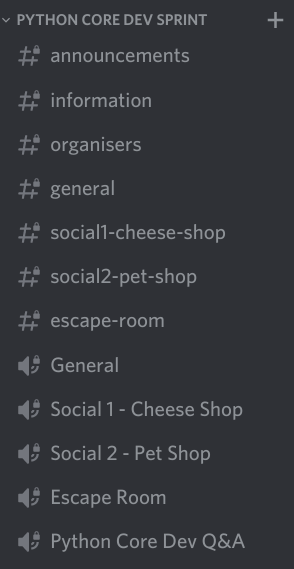 PYTHON CORE DEV SPRINT
announcements
information
organisers
general
social1-cheese-shop
social2-pet-shop
escape-room
General
Social 1 - Cheese Shop
Social 2 - Pet Shop
Escape Room
Python Core Dev Q&A